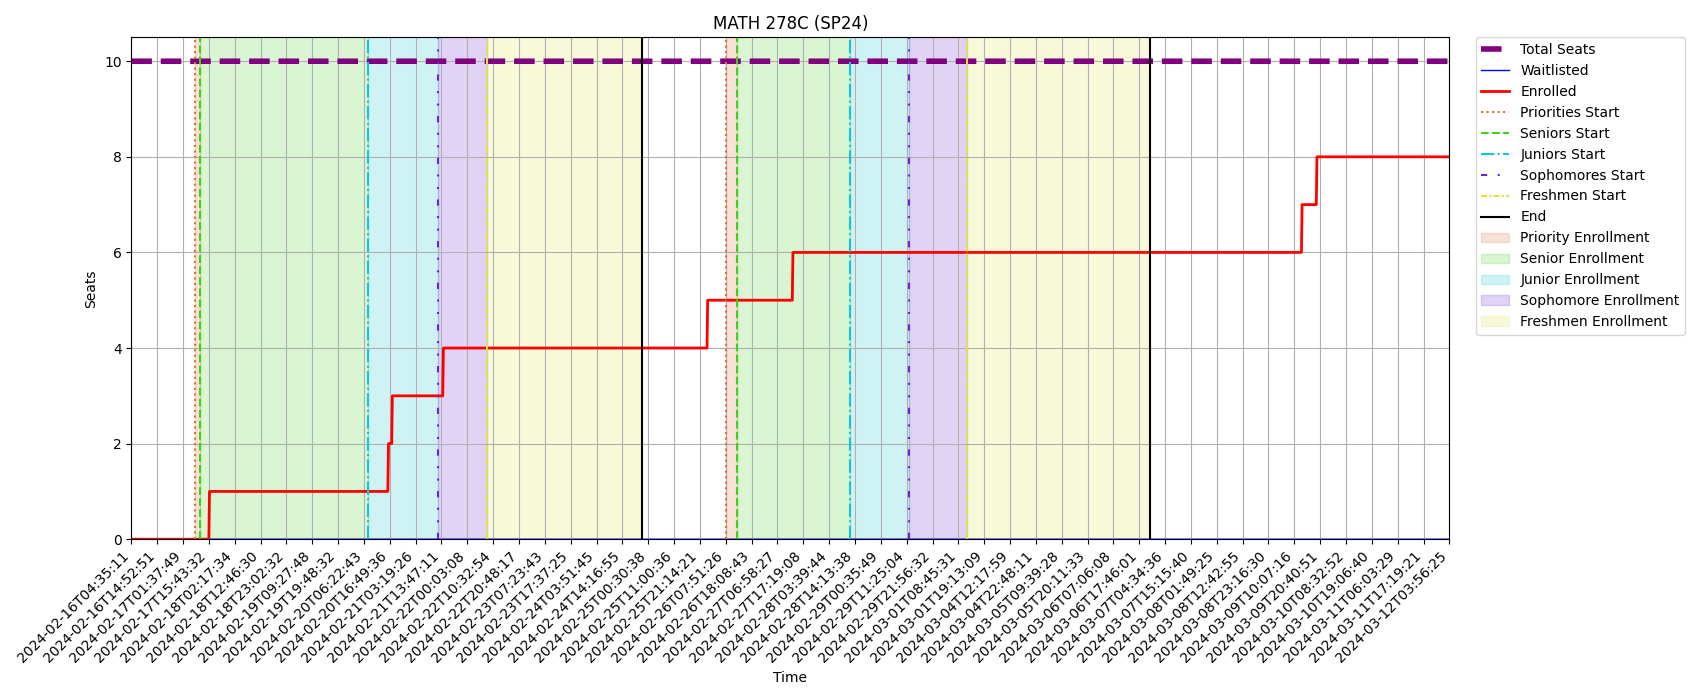 MATH 278C (SP24)
Seats
10
8
6
4
2
0
2024-02-16T04:35:11
2024-02-16T14:52:51
2024-02-17T01:37:49
2024-02-17T15:43:32
2024-02-18T02:17:34
2024-02-18T12:46:30
2024-02-18T23:02:32
2024-02-19T09:27:48
2024-02-19T19:48:32
2024-02-20T06:22:43
2024-02-20T16:49:36
2024-02-21T03:19:26
2024-02-21T13:47:11
2024-02-22T00:03:08
2024-02-22T10:32:54
2024-02-22T20:48:17
2024-02-23T07:23:43
2024-02-23T17:37:25
2024-02-24T03:51:45
2024-02-24T14:16:55
2024-02-25T00:30:38
2024-02-25T11:00:36
2024-02-25T21:14:21
2024-02-26T07:51:26
2024-02-26T18:08:43
2024-02-27T06:58:27
2024-02-27T17:19:08
2024-02-28T03:39:44
2024-02-28T14:13:38
2024-02-29T00:35:49
2024-02-29T11:25:04
2024-02-29T21:56:32
2024-03-01T08:45:31
2024-03-01T19:13:09
2024-03-04T12:17:59
2024-03-04T22:48:11
2024-03-05T09:39:28
2024-03-05T20:11:33
2024-03-06T07:06:08
2024-03-06T17:46:01
2024-03-07T04:34:36
2024-03-07T15:15:40
2024-03-08T01:49:25
2024-03-08T12:42:55
2024-03-08T23:16:30
2024-03-09T10:07:16
2024-03-09T20:40:51
2024-03-10T08:32:52
2024-03-10T19:06:40
2024-03-11T06:03:29
2024-03-11T17:19:21
2024-03-12T03:56:25
Time
Total Seats
Waitlisted
Enrolled
Priorities Start
Seniors Start
Juniors Start
Sophomores Start
Freshmen Start
End
Priority Enrollment
Senior Enrollment
Junior Enrollment
Sophomore Enrollment
Freshmen Enrollment